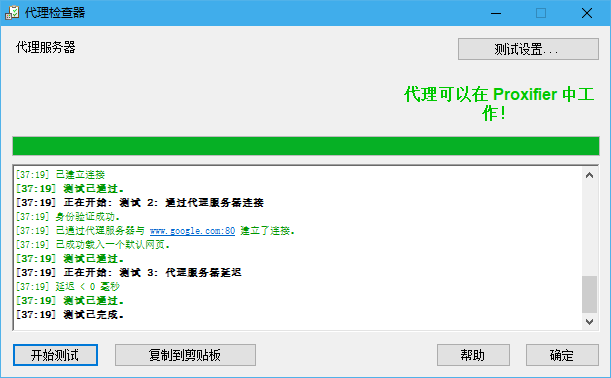 代理检查器
代理服务器
测试设置...
代理可以在 Proxifier 中工
作!
[37:19] 已建立连接
[37:19] 测试已通过。
[37:19] 正在开始: 测试 2: 通过代理服务器连接
[37:19] 身份验证成功。
[37:19] 已通过代理服务器与 www.google.com:80 建立了连接。
[37:19] 已成功载入一个默认网页。
[37:19] 测试已通过。
[37:19] 正在开始: 测试 3: 代理服务器延迟
[37:19] 延迟 < 0 毫秒
[37:19] 测试已通过。
[37:19] 测试已完成。
开始测试
复制到剪贴板
帮助
确定